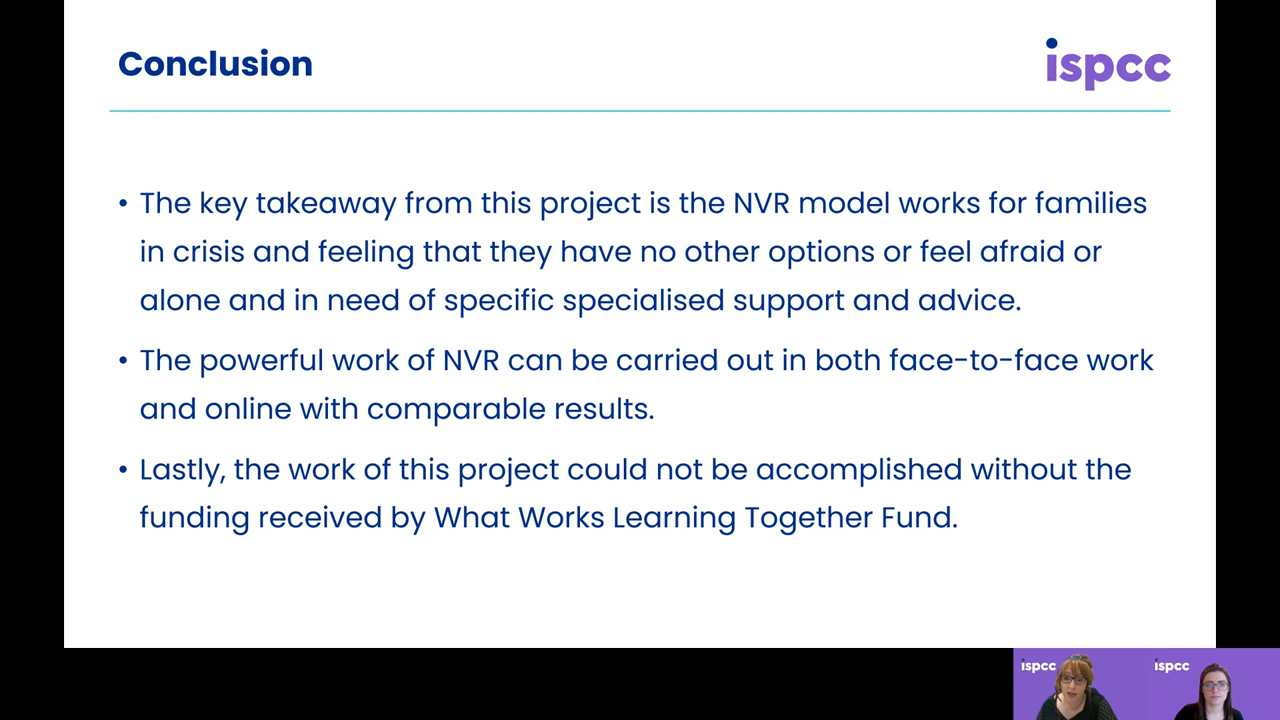 Conclusion
ispcc
• The key takeaway from this project is the NVR model works for families
in crisis and feeling that they have no other options or feel afraid or
alone and in need of specific specialised support and advice.
• The powerful work of NVR can be carried out in both face-to-face work
and online with comparable results.
• Lastly, the work of this project could not be accomplished without the
funding received by What Works Learning Together Fund.
ispcc
ispcc